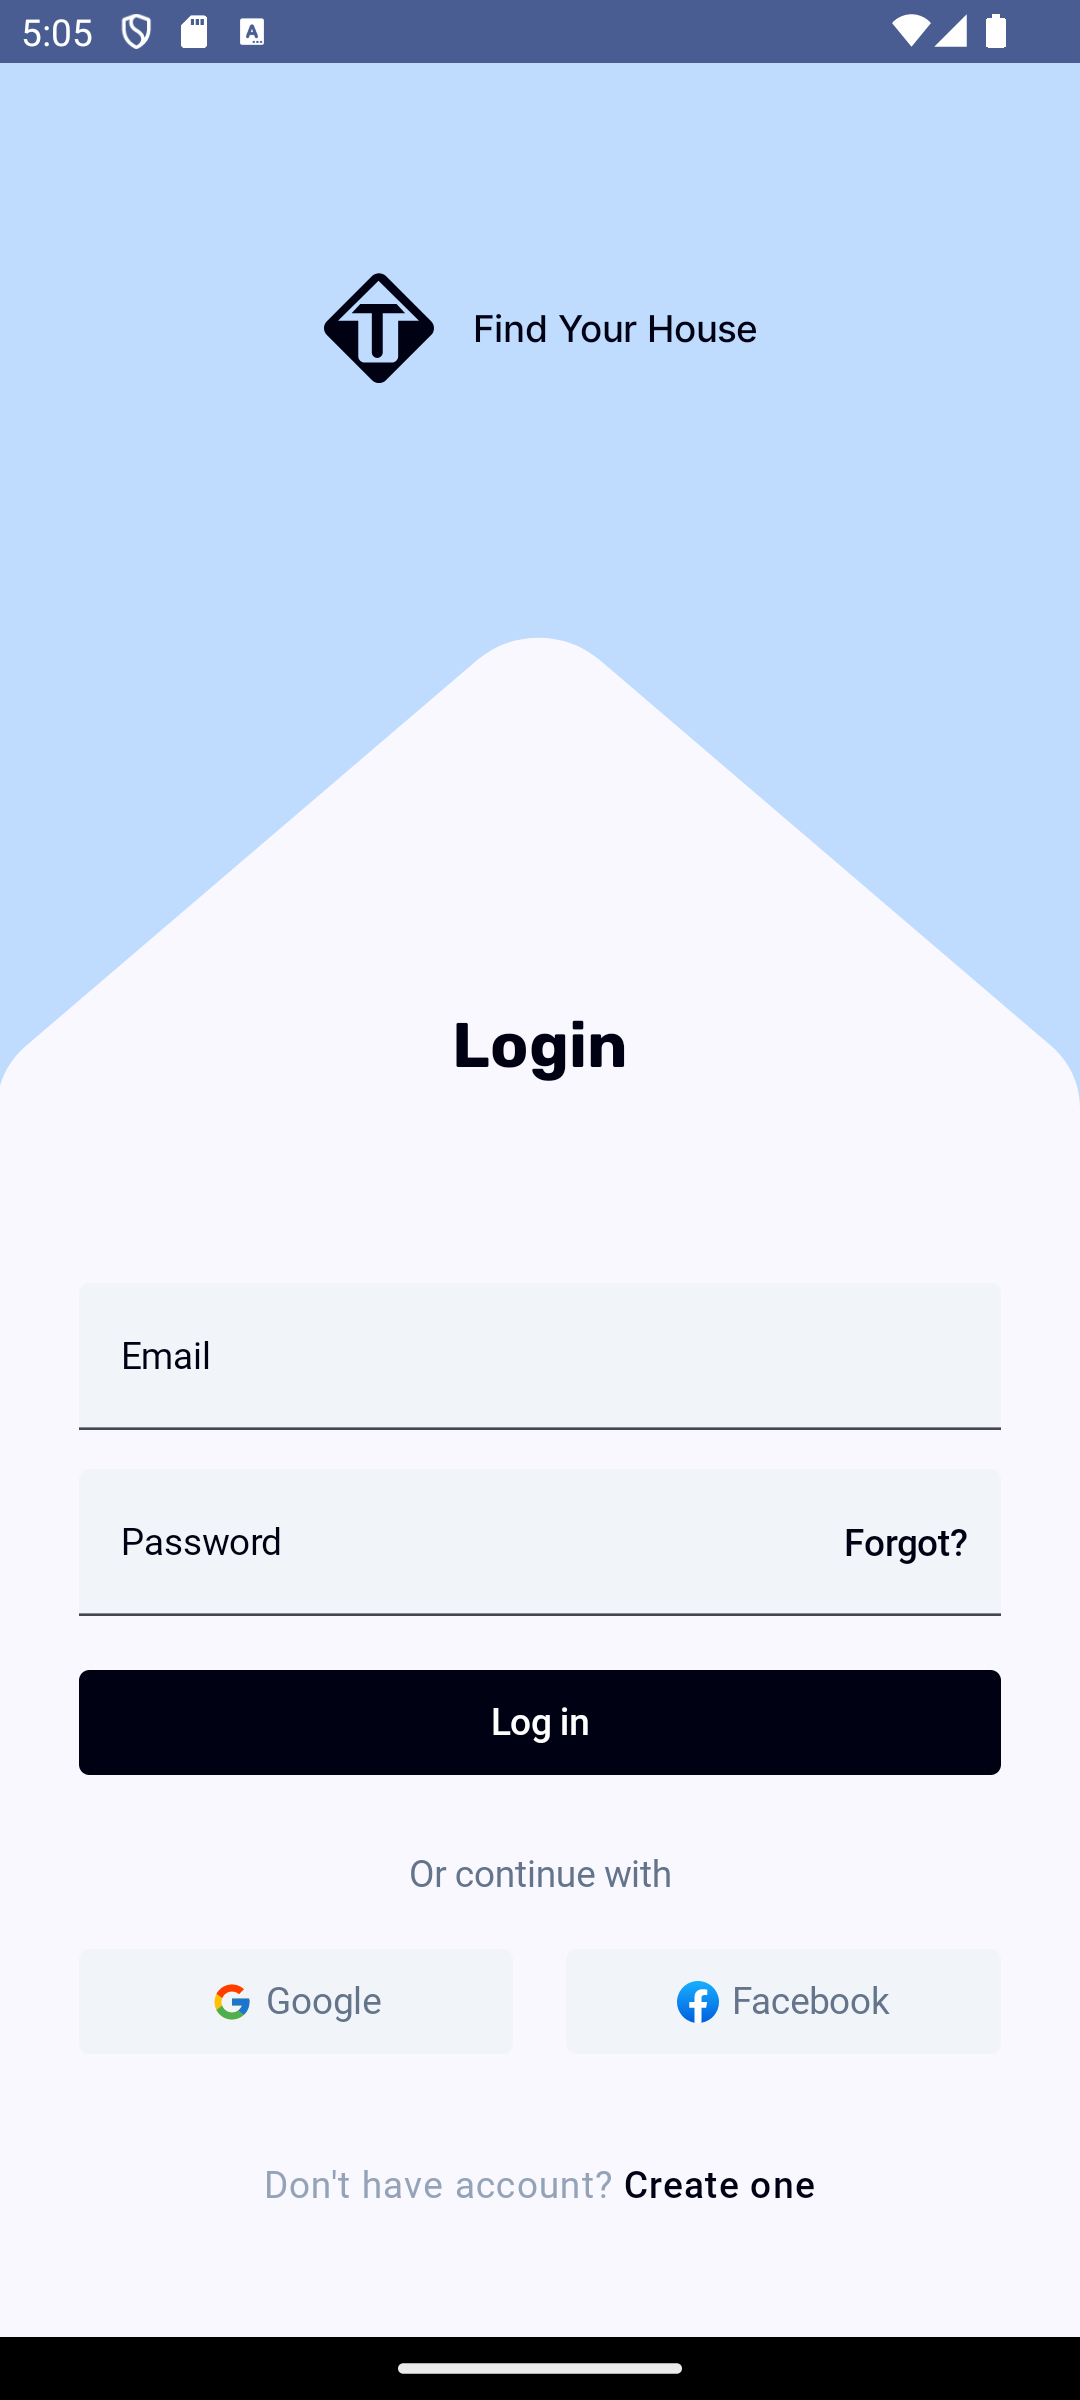 5:05
Find Your House
Login
Email
Password
Forgot?
Log in
Or continue with
Google
Facebook
Don't have account? Create one